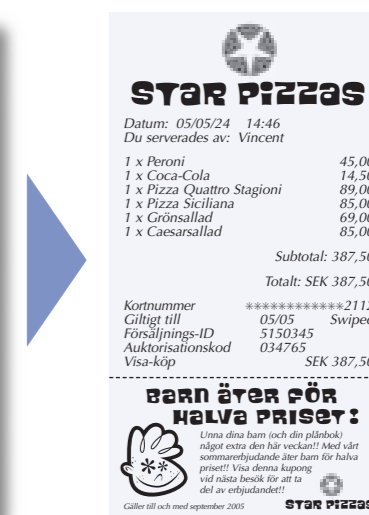 STAR PIZZAS
Datum: 05/05/24 14:46
Du serverades av: Vincent
1 x Peroni 45,00
1 x Coca-Cola 14,50
1 x Pizza Quattro Stagioni 89,00
1 x Pizza Siciliana 85,00
1 x Grönsallad 69,00
1 x Caesarsallad 85,00
Subtotal: 387,50
Totalt: SEK 387,50
Kortnummer ************2112
Giltigt till 05/05 Swiped
Försäljnings-ID 5150345
Auktorisationskod 034765
Visa-köp SEK 387,50
BARN ÄTER FÖR
HALVA PRISET!
Unna dina barn (och din plånbok)
något extra den här veckan!! Med vårt
sommarerbjudande äter barn för halva
priset!! Visa denna kupong
vid nästa besök för att ta
del av erbjudandet!!
Gäller till och med september 2005
STAR PIZZAS